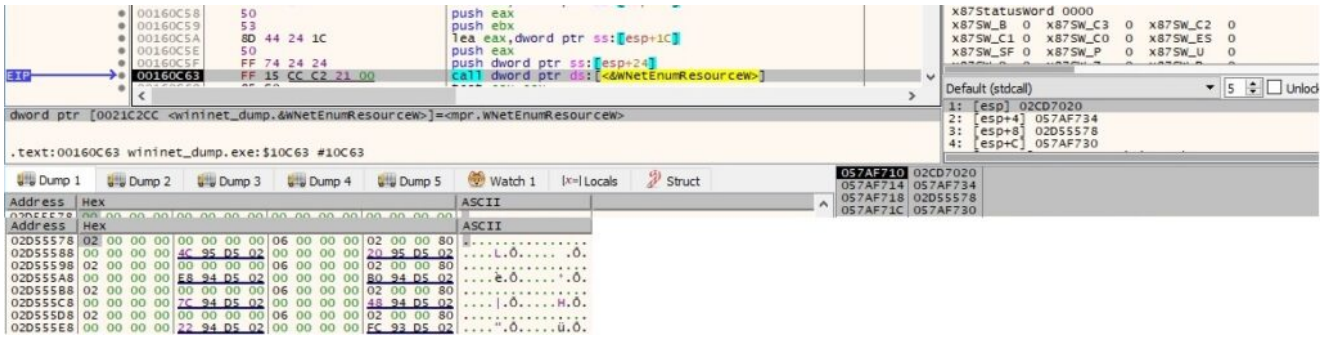 00160C58 50 push eax
00160C59 53 push ebx
00160C5A 8D 44 24 1C lea eax,dword ptr ss:[esp+1C]
00160C5E 50 push eax
00160C5F FF 74 24 24 push dword ptr ss:[esp+24]
EIP 00160C63 FF 15 CC C2 21 00 call dword ptr ds:[<&WNetEnumResourceW>]
dword ptr [0021C2CC <wininet_dump.&WNetEnumResourceW>]=<mpr.WNetEnumResourceW>
.text:00160C63 wininet_dump.exe:$10C63 #10C63
x87StatusWord 0000
x87SW_B 0 x87SW_C3 0 x87SW_C2 0
x87SW_C1 0 x87SW_C0 0 x87SW_ES 0
x87SW_SF 0 x87SW_P 0 x87SW_U 0
Default (stdcall) 5 Unlock
1: [esp] 02CD7020
2: [esp+4] 057AF734
3: [esp+8] 02D55578
4: [esp+C] 057AF730
Dump 1 Dump 2 Dump 3 Dump 4 Dump 5 Watch 1 [x=] Locals Struct
Address Hex ASCII
Address Hex ASCII
02D55578 02 00 00 00 00 00 00 00 06 00 00 00 02 00 00 80 ................
02D55588 00 00 00 00 4C 95 D5 02 00 00 00 00 20 95 D5 02 ....L.Õ..... .Õ.
02D55598 02 00 00 00 00 00 00 00 06 00 00 00 02 00 00 80 ................
02D555A8 00 00 00 00 E8 94 D5 02 00 00 00 00 B0 94 D5 02 ....è.Õ.....°.Õ.
02D555B8 02 00 00 00 00 00 00 00 06 00 00 00 02 00 00 80 ................
02D555C8 00 00 00 00 7C 94 D5 02 00 00 00 00 48 94 D5 02 ....|.Õ.....H.Õ.
02D555D8 02 00 00 00 00 00 00 00 06 00 00 00 02 00 00 80 ................
02D555E8 00 00 00 00 22 94 D5 02 00 00 00 00 FC 93 D5 02 ....".Õ.....ü.Õ.
057AF710 02CD7020
057AF714 057AF734
057AF718 02D55578
057AF71C 057AF730